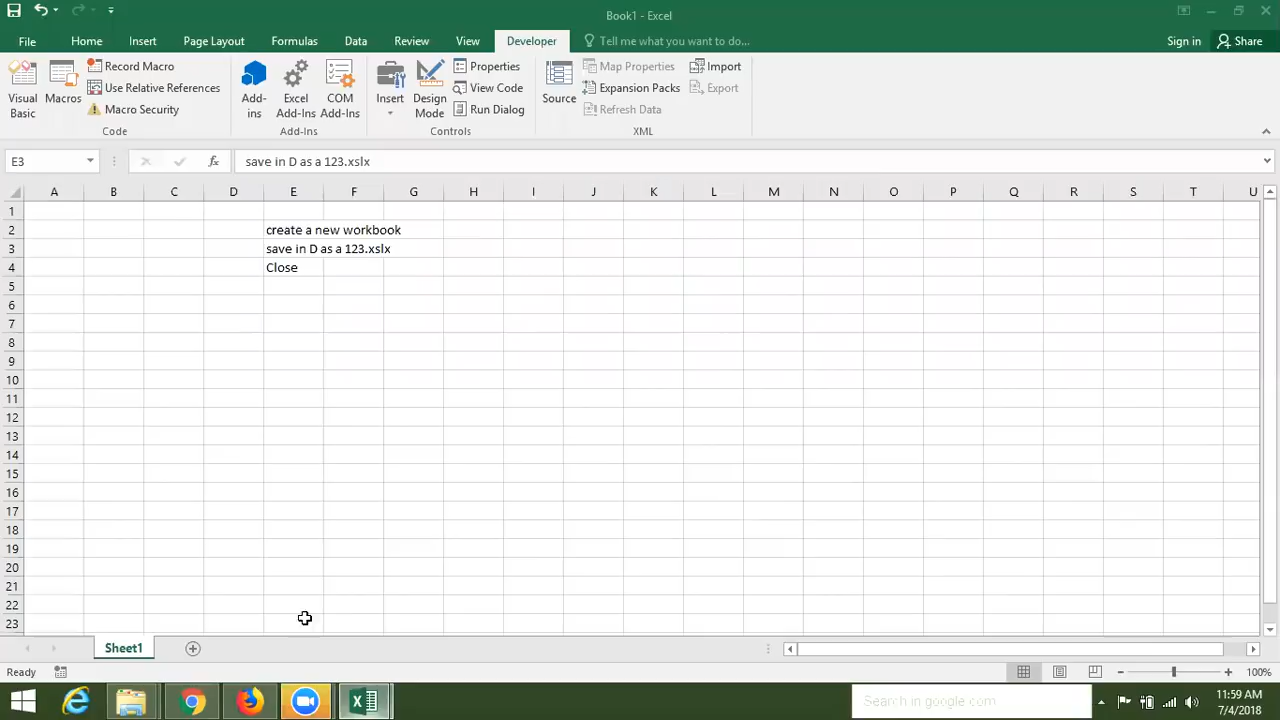 Book1 - Excel
File Home Insert Page Layout Formulas Data Review View Developer Tell me what you want to do... Sign in Share
Visual Basic
Macros
Record Macro
Use Relative References
Macro Security
Code
Add-ins
Excel Add-Ins
COM Add-Ins
Add-Ins
Insert
Design Mode
Properties
View Code
Run Dialog
Controls
Source
Map Properties
Expansion Packs
Refresh Data
Import
Export
XML
E3 fx save in D as a 123.xslx
A B C D E F G H I J K L M N O P Q R S T U
1
2 create a new workbook
3 save in D as a 123.xslx
4 Close
5
6
7
8
9
10
11
12
13
14
15
16
17
18
19
20
21
22
23
Sheet1
Ready 100%
Search in google.com
11:59 AM
7/4/2018